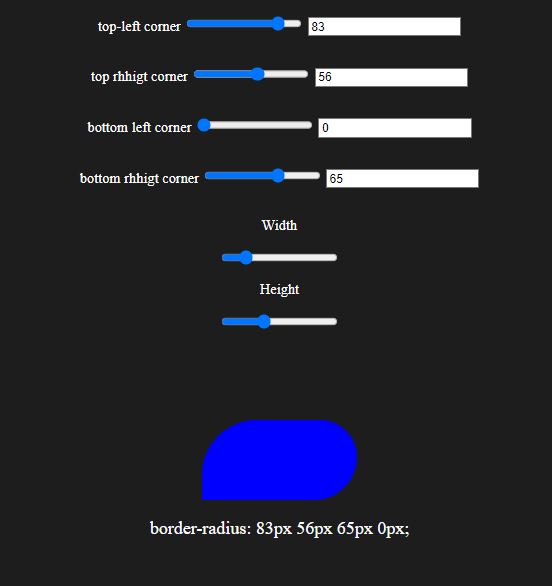 top-left corner 83
top rhhigt corner 56
bottom left corner 0
bottom rhhigt corner 65
Width
Height
border-radius: 83px 56px 65px 0px;